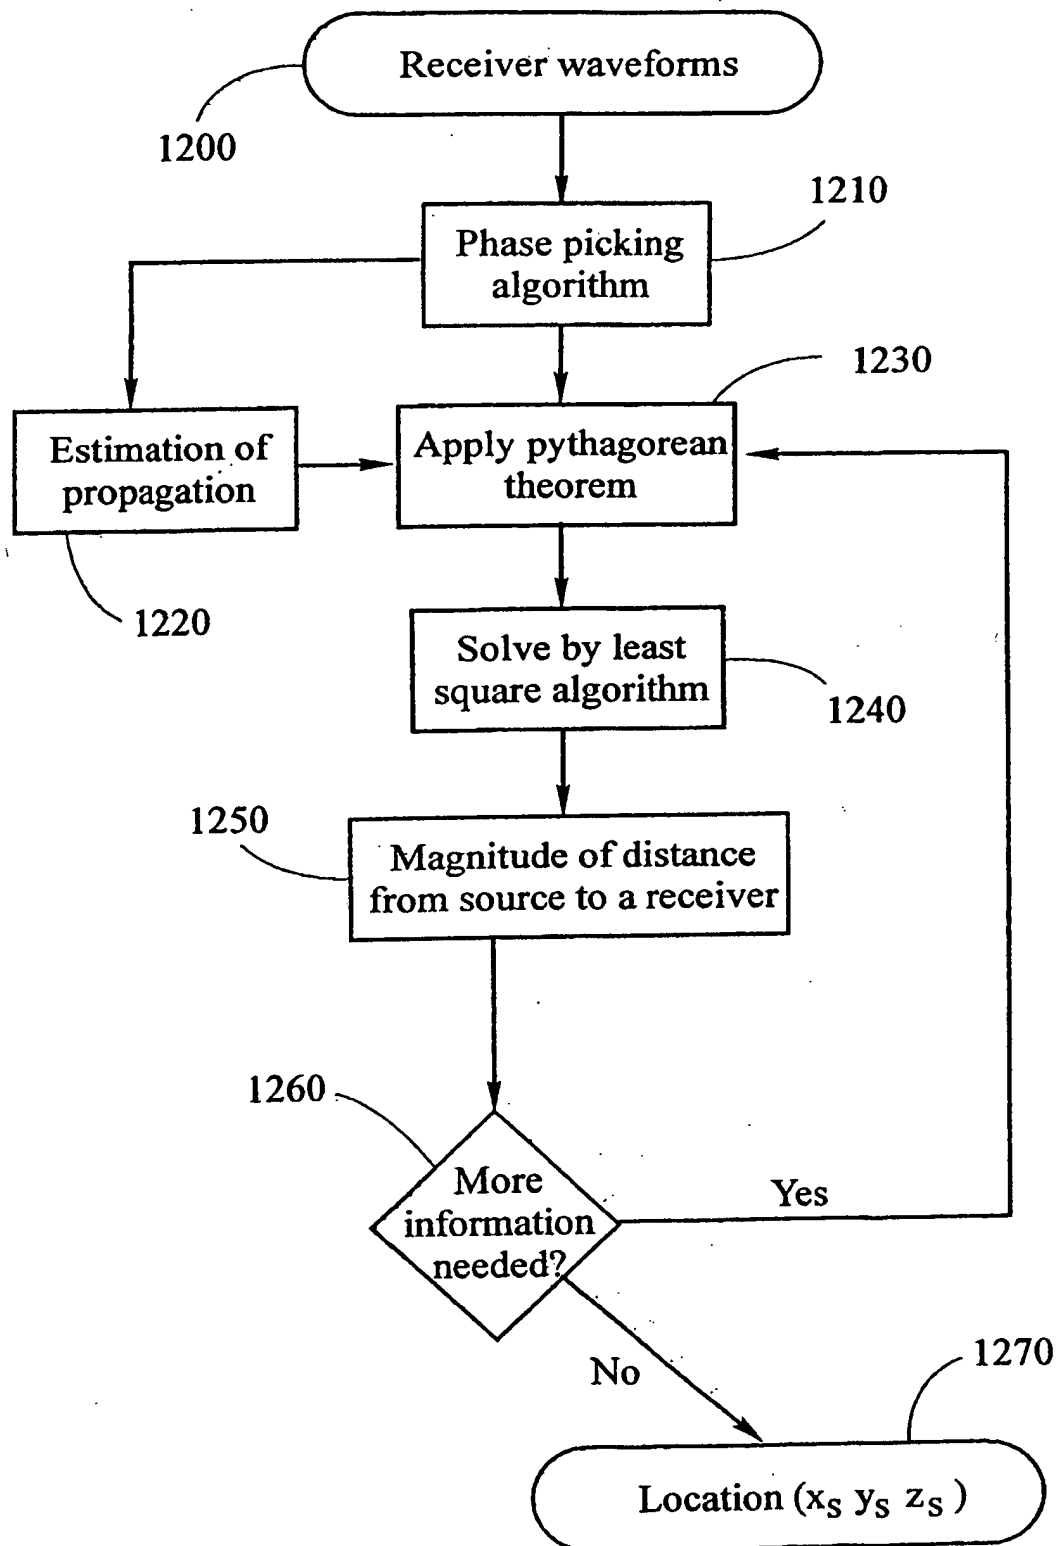 Receiver waveforms
1200
1210
Phase picking
algorithm
1230
Estimation of
propagation
Apply pythagorean
theorem
1220
Solve by least
square algorithm
1240
1250
Magnitude of distance
from source to a receiver
1260
More
information
needed?
Yes
No
1270
Location (xS yS zS )